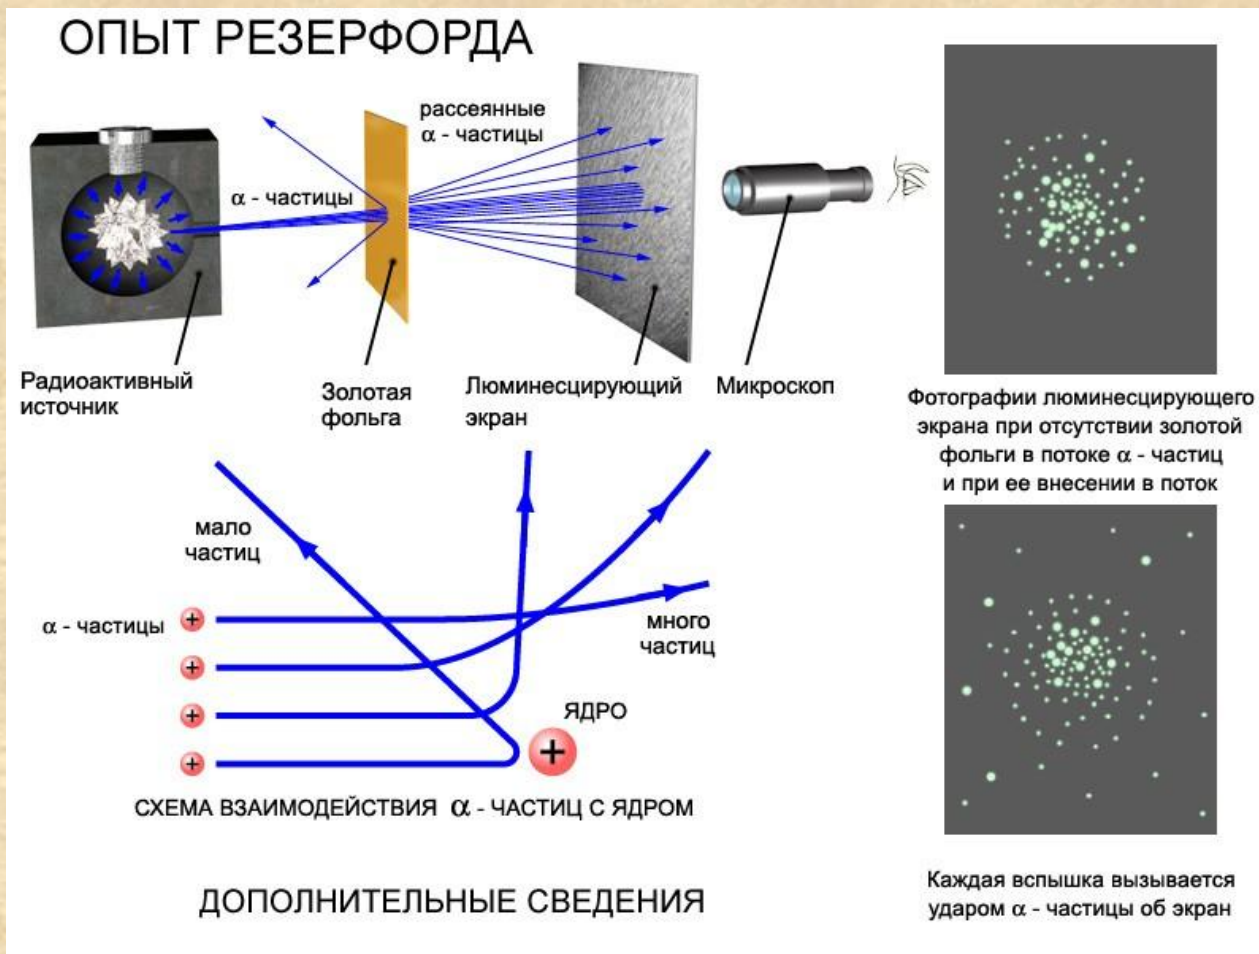 ОПЫТ РЕЗЕРФОРДА
рассеянные
α - частицы
α - частицы
Радиоактивный
источник
Золотая
фольга
Люминесцирующий
экран
Микроскоп
Фотографии люминесцирующего
экрана при отсутствии золотой
фольги в потоке α - частиц
и при ее внесении в поток
мало
частиц
α - частицы
+
+
+
+
много
частиц
ЯДРО
+
СХЕМА ВЗАИМОДЕЙСТВИЯ α - ЧАСТИЦ С ЯДРОМ
ДОПОЛНИТЕЛЬНЫЕ СВЕДЕНИЯ
Каждая вспышка вызывается
ударом α - частицы об экран